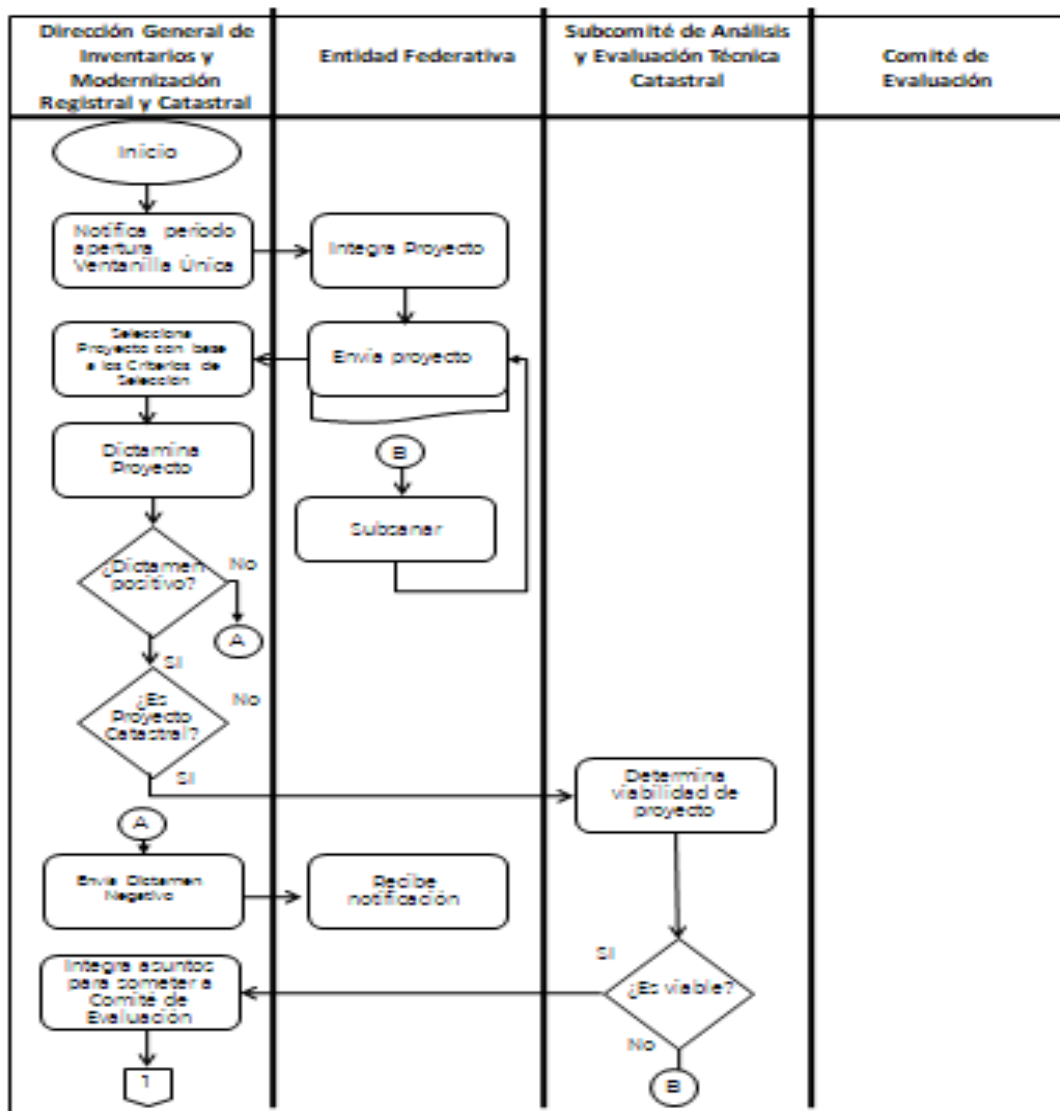 Dirección General de
Inventarios y
Modernización
Registral y Catastral
Entidad Federativa
Subcomité de Análisis
y Evaluación Técnica
Catastral
Comité de
Evaluación
Inicio
Notifica período
apertura
Ventanilla Única
Integra Proyecto
Selecciona
Proyecto con base
a los Criterios de
Selección
Envía proyecto
Dictamina
Proyecto
B
Subsanar
¿Dictamen
positivo?
No
A
SI
¿Es
Proyecto
Catastral?
No
SI
Determina
viabilidad de
proyecto
A
Envía Dictamen
Negativo
Recibe
notificación
Integra asuntos
para someter a
Comité de
Evaluación
SI
¿Es viable?
No
B
1